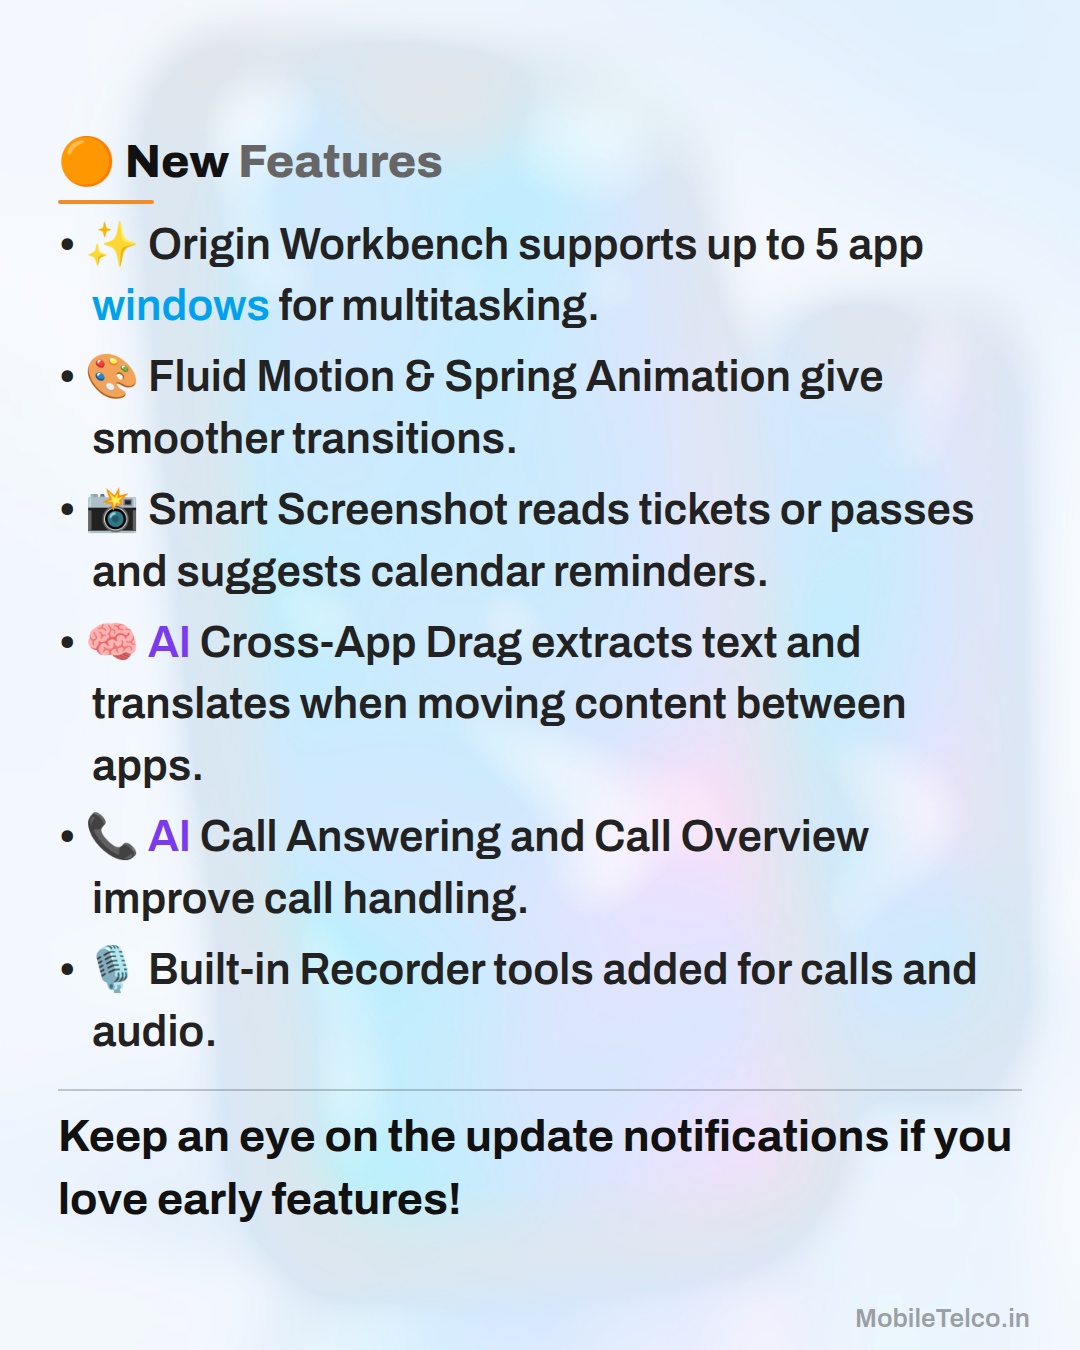 🟠 New Features
• ✨ Origin Workbench supports up to 5 app
windows for multitasking.
• 🎨 Fluid Motion & Spring Animation give
smoother transitions.
• 📸 Smart Screenshot reads tickets or passes
and suggests calendar reminders.
• 🧠 AI Cross-App Drag extracts text and
translates when moving content between
apps.
• 📞 AI Call Answering and Call Overview
improve call handling.
• 🎙️ Built-in Recorder tools added for calls and
audio.
Keep an eye on the update notifications if you
love early features!
MobileTelco.in